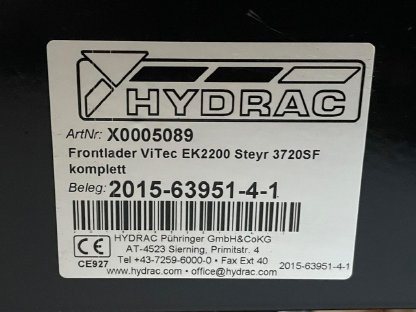 HYDRAC
ArtNr: X0005089
Frontlader ViTec EK2200 Steyr 3720SF
komplett
Beleg: 2015-63951-4-1
CE
CE927
HYDRAC Pühringer GmbH&CoKG
AT-4523 Sierning, Primitstr. 4
Tel +43-7259-6000-0 • Fax Ext 40
www.hydrac.com • office@hydrac.com
2015-63951-4-1